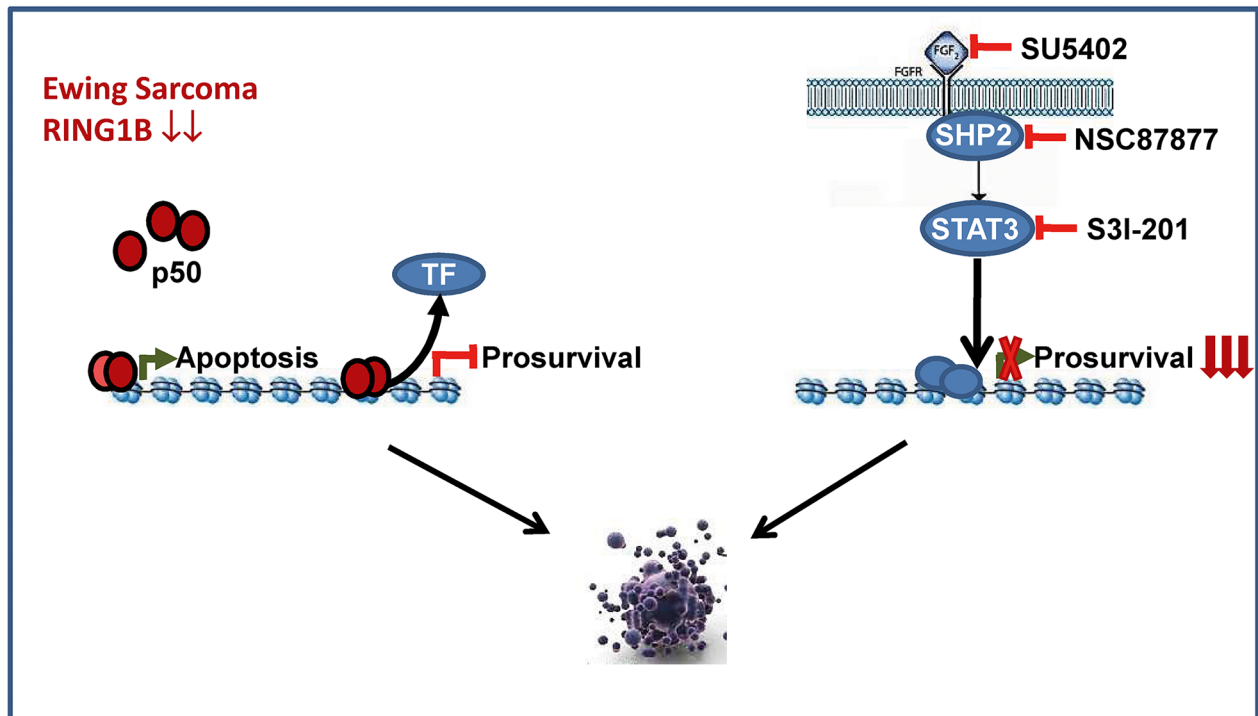 Ewing Sarcoma
RING1B ↓↓
p50
TF
Apoptosis
Prosurvival
FGF2
SU5402
FGFR
SHP2
NSC87877
STAT3
S3I-201
Prosurvival